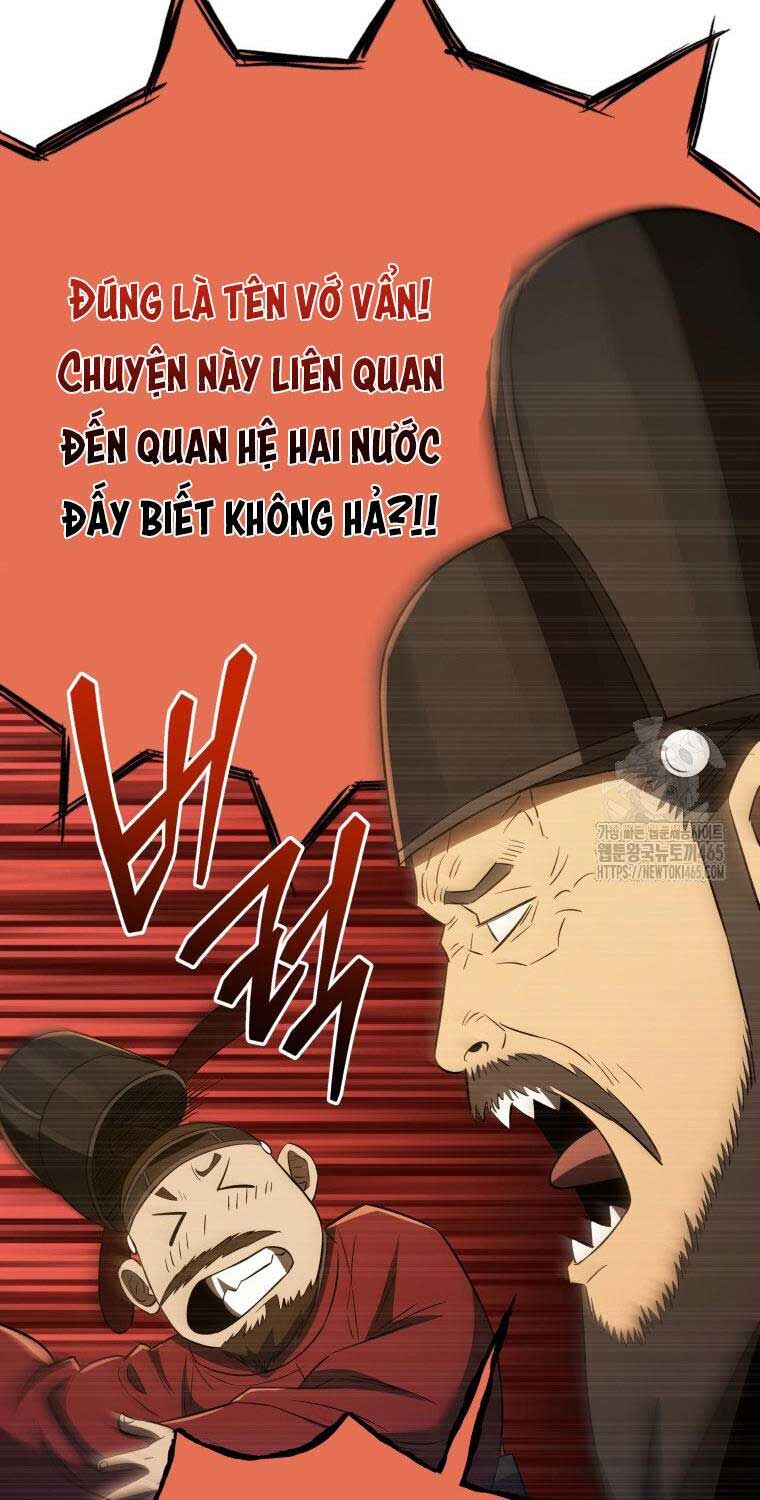 ĐÚNG LÀ TÊN VỚ VẨN!
CHUYỆN NÀY LIÊN QUAN
ĐẾN QUAN HỆ HAI NƯỚC
ĐẤY BIẾT KHÔNG HẢ?!!
버
럭
가장 빠른 웹툰제공사이트
웹툰왕국뉴토끼465
HTTPS://NEWTOKI465